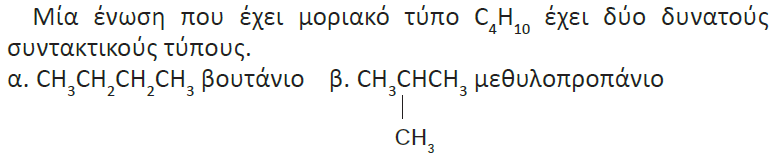 Μία ένωση που έχει μοριακό τύπο C₄H₁₀ έχει δύο δυνατούς
συντακτικούς τύπους.
α. CH₃CH₂CH₂CH₃ βουτάνιο β. CH₃CHCH₃ μεθυλοπροπάνιο
CH₃